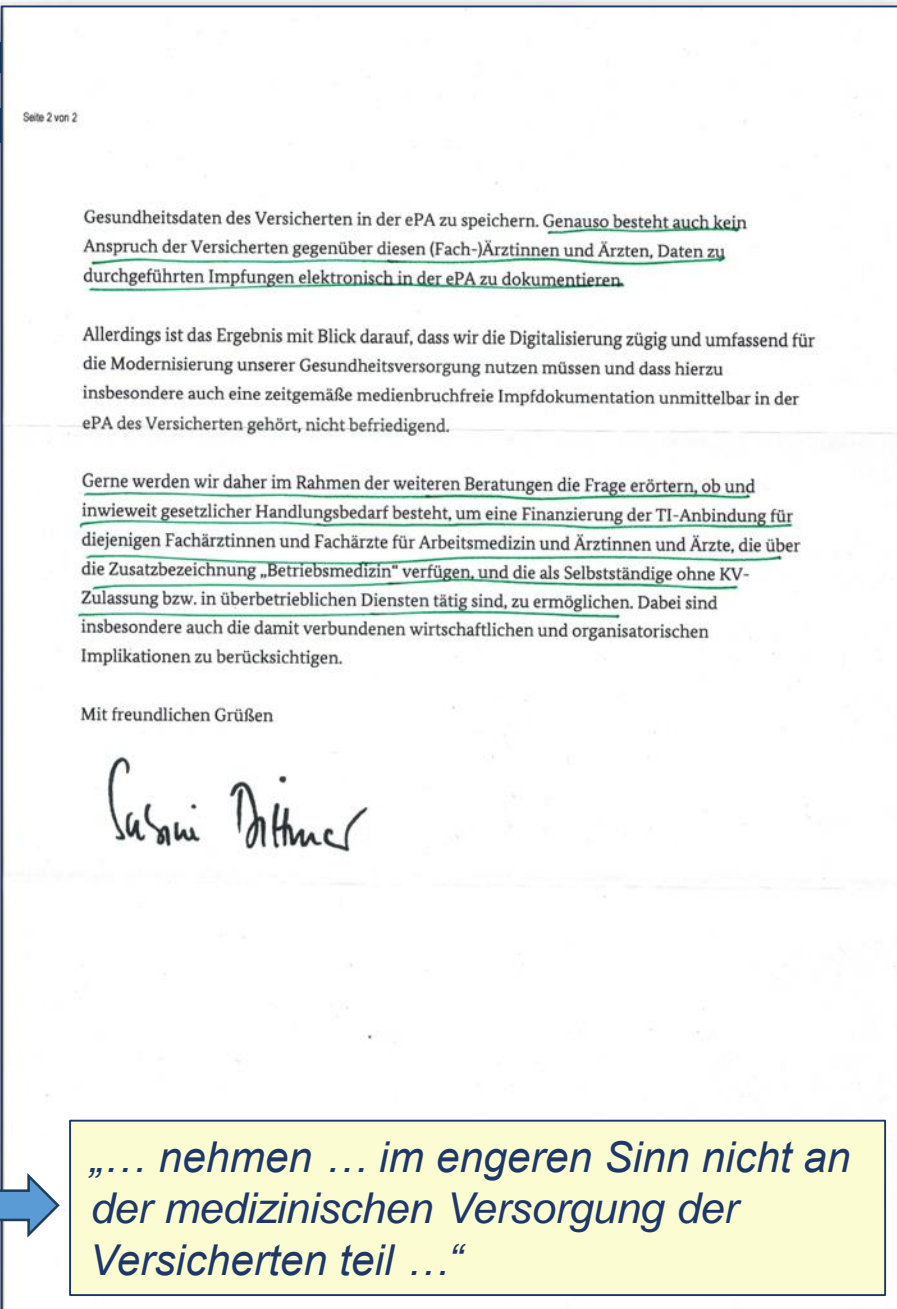 Seite 2 von 2
Gesundheitsdaten des Versicherten in der ePA zu speichern. Genauso besteht auch kein
Anspruch der Versicherten gegenüber diesen (Fach-)Ärztinnen und Ärzten, Daten zu
durchgeführten Impfungen elektronisch in der ePA zu dokumentieren.
Allerdings ist das Ergebnis mit Blick darauf, dass wir die Digitalisierung zügig und umfassend für
die Modernisierung unserer Gesundheitsversorgung nutzen müssen und dass hierzu
insbesondere auch eine zeitgemäße medienbruchfreie Impfdokumentation unmittelbar in der
ePA des Versicherten gehört, nicht befriedigend.
Gerne werden wir daher im Rahmen der weiteren Beratungen die Frage erörtern, ob und
inwieweit gesetzlicher Handlungsbedarf besteht, um eine Finanzierung der TI-Anbindung für
diejenigen Fachärztinnen und Fachärzte für Arbeitsmedizin und Ärztinnen und Ärzte, die über
die Zusatzbezeichnung „Betriebsmedizin“ verfügen, und die als Selbstständige ohne KV-
Zulassung bzw. in überbetrieblichen Diensten tätig sind, zu ermöglichen. Dabei sind
insbesondere auch die damit verbundenen wirtschaftlichen und organisatorischen
Implikationen zu berücksichtigen.
Mit freundlichen Grüßen
„… nehmen … im engeren Sinn nicht an
der medizinischen Versorgung der
Versicherten teil …“